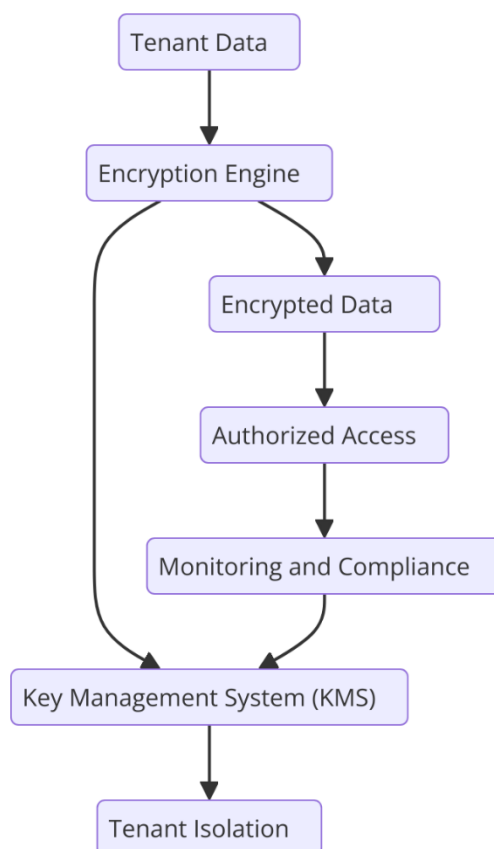 Tenant Data
Encryption Engine
Encrypted Data
Authorized Access
Monitoring and Compliance
Key Management System (KMS)
Tenant Isolation